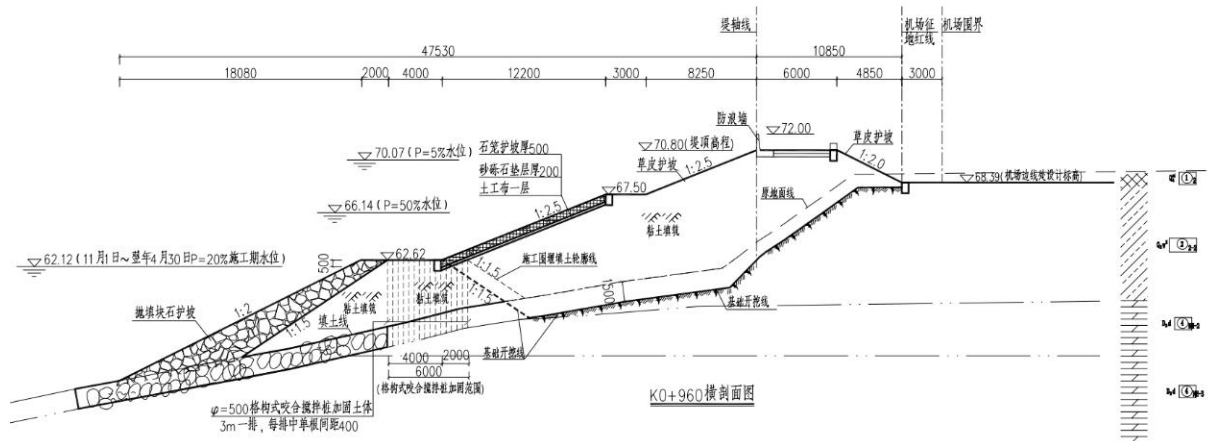 堤轴线
机场征
地红线
机场围界
47530
10850
18080
2000
4000
12200
3000
8250
6000
4850
3000
防浪墙
72.00
草皮护坡
70.80(堤顶高程)
1:2.0
70.07(P=5%水位)
石笼护坡厚500
砂砾石垫层厚200
土工布一层
草皮护坡
1:2.5
67.50
68.39(机场边线处设计标高)
原地面线
66.14(P=50%水位)
1:2.5
粘土填筑
62.12(11月1日～翌年4月30日P=20%施工期水位)
500
62.62
1:1.5
施工围堰填土轮廓线
1:1.5
1500
1:2
粘土填筑
粘土填筑
抛填块石护坡
1:1.5
填土线
基础开挖线
基础开挖线
4000
2000
6000
(格构式咬合搅拌桩加固范围)
φ=500格构式咬合搅拌桩加固土体
3m一排，每排中单根间距400
K0+960横剖面图